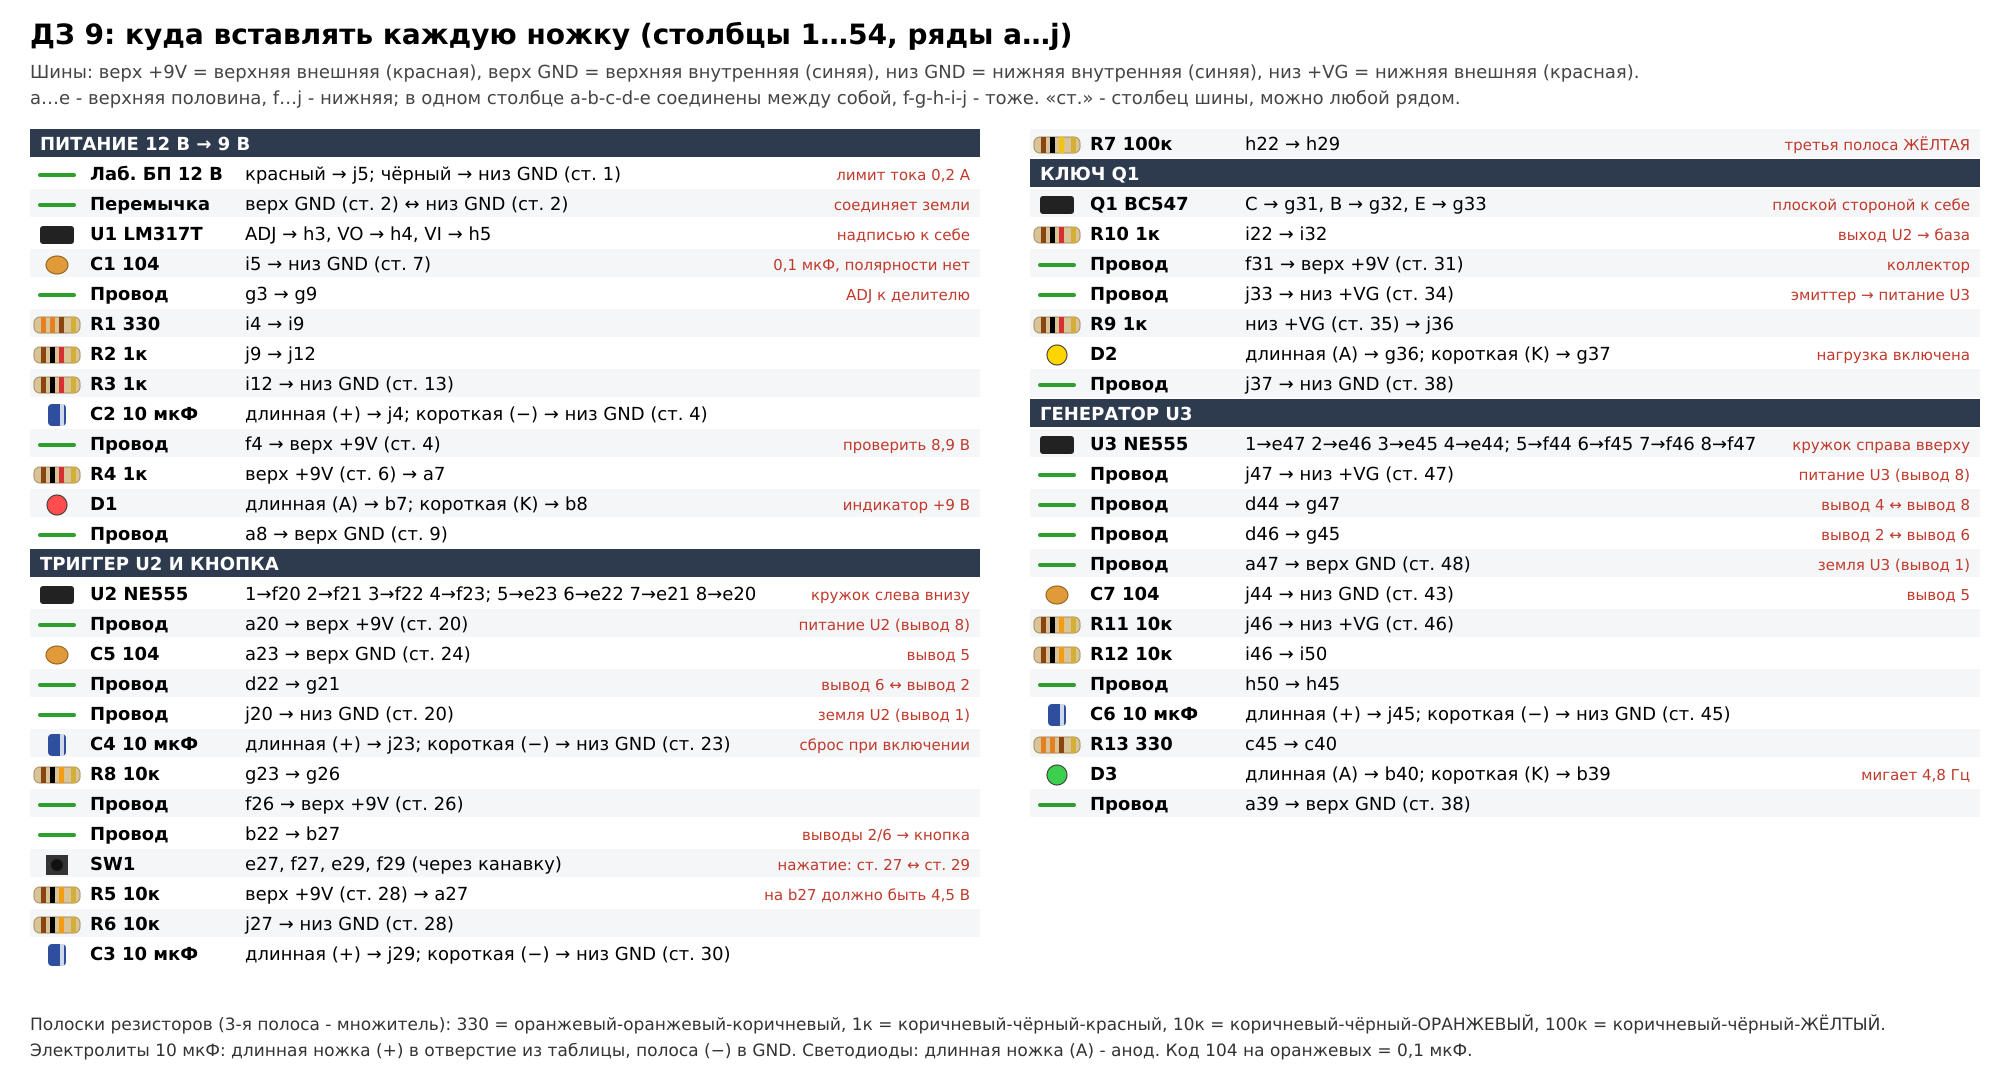 ДЗ 9: куда вставлять каждую ножку (столбцы 1…54, ряды a…j)
Шины: верх +9V = верхняя внешняя (красная), верх GND = верхняя внутренняя (синяя), низ GND = нижняя внутренняя (синяя), низ +VG = нижняя внешняя (красная).
a…e - верхняя половина, f…j - нижняя; в одном столбце a-b-c-d-e соединены между собой, f-g-h-i-j - тоже. «ст.» - столбец шины, можно любой рядом.
ПИТАНИЕ 12 В → 9 В
Лаб. БП 12 В красный → j5; чёрный → низ GND (ст. 1) лимит тока 0,2 А
Перемычка верх GND (ст. 2) ↔ низ GND (ст. 2) соединяет земли
U1 LM317T ADJ → h3, VO → h4, VI → h5 надписью к себе
C1 104 i5 → низ GND (ст. 7) 0,1 мкФ, полярности нет
Провод g3 → g9 ADJ к делителю
R1 330 i4 → i9
R2 1к j9 → j12
R3 1к i12 → низ GND (ст. 13)
C2 10 мкФ длинная (+) → j4; короткая (−) → низ GND (ст. 4)
Провод f4 → верх +9V (ст. 4) проверить 8,9 В
R4 1к верх +9V (ст. 6) → a7
D1 длинная (A) → b7; короткая (K) → b8 индикатор +9 В
Провод a8 → верх GND (ст. 9)
ТРИГГЕР U2 И КНОПКА
U2 NE555 1→f20 2→f21 3→f22 4→f23; 5→e23 6→e22 7→e21 8→e20 кружок слева внизу
Провод a20 → верх +9V (ст. 20) питание U2 (вывод 8)
C5 104 a23 → верх GND (ст. 24) вывод 5
Провод d22 → g21 вывод 6 ↔ вывод 2
Провод j20 → низ GND (ст. 20) земля U2 (вывод 1)
C4 10 мкФ длинная (+) → j23; короткая (−) → низ GND (ст. 23) сброс при включении
R8 10к g23 → g26
Провод f26 → верх +9V (ст. 26)
Провод b22 → b27 выводы 2/6 → кнопка
SW1 e27, f27, e29, f29 (через канавку) нажатие: ст. 27 ↔ ст. 29
R5 10к верх +9V (ст. 28) → a27 на b27 должно быть 4,5 В
R6 10к j27 → низ GND (ст. 28)
C3 10 мкФ длинная (+) → j29; короткая (−) → низ GND (ст. 30)
R7 100к h22 → h29 третья полоса ЖЁЛТАЯ
КЛЮЧ Q1
Q1 BC547 C → g31, B → g32, E → g33 плоской стороной к себе
R10 1к i22 → i32 выход U2 → база
Провод f31 → верх +9V (ст. 31) коллектор
Провод j33 → низ +VG (ст. 34) эмиттер → питание U3
R9 1к низ +VG (ст. 35) → j36
D2 длинная (A) → g36; короткая (K) → g37 нагрузка включена
Провод j37 → низ GND (ст. 38)
ГЕНЕРАТОР U3
U3 NE555 1→e47 2→e46 3→e45 4→e44; 5→f44 6→f45 7→f46 8→f47 кружок справа вверху
Провод j47 → низ +VG (ст. 47) питание U3 (вывод 8)
Провод d44 → g47 вывод 4 ↔ вывод 8
Провод d46 → g45 вывод 2 ↔ вывод 6
Провод a47 → верх GND (ст. 48) земля U3 (вывод 1)
C7 104 j44 → низ GND (ст. 43) вывод 5
R11 10к j46 → низ +VG (ст. 46)
R12 10к i46 → i50
Провод h50 → h45
C6 10 мкФ длинная (+) → j45; короткая (−) → низ GND (ст. 45)
R13 330 c45 → c40
D3 длинная (A) → b40; короткая (K) → b39 мигает 4,8 Гц
Провод a39 → верх GND (ст. 38)
Полоски резисторов (3-я полоса - множитель): 330 = оранжевый-оранжевый-коричневый, 1к = коричневый-чёрный-красный, 10к = коричневый-чёрный-ОРАНЖЕВЫЙ, 100к = коричневый-чёрный-ЖЁЛТЫЙ.
Электролиты 10 мкФ: длинная ножка (+) в отверстие из таблицы, полоса (−) в GND. Светодиоды: длинная ножка (A) - анод. Код 104 на оранжевых = 0,1 мкФ.